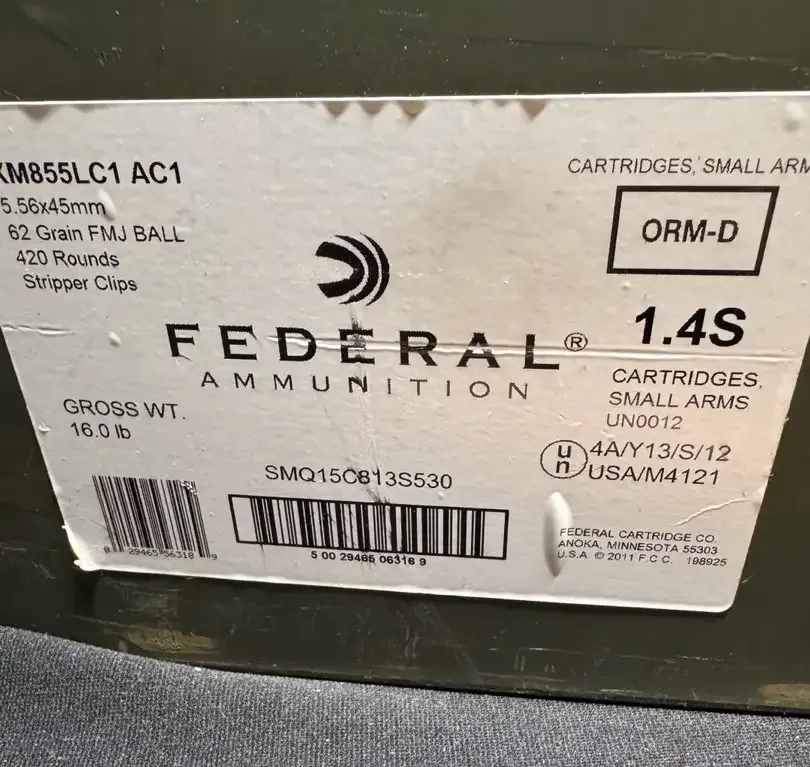 XM855LC1 AC1
5.56x45mm
62 Grain FMJ BALL
420 Rounds
Stripper Clips
GROSS WT.
16.0 lb
FEDERAL®
AMMUNITION
SMQ15C813S530
5 00 29465 06318 9
CARTRIDGES, SMALL ARM
ORM-D
1.4S
CARTRIDGES,
SMALL ARMS
UN0012
un 4A/Y13/S/12
USA/M4121
FEDERAL CARTRIDGE CO.
ANOKA, MINNESOTA 55303
U.S.A. © 2011 F.C.C. 198925